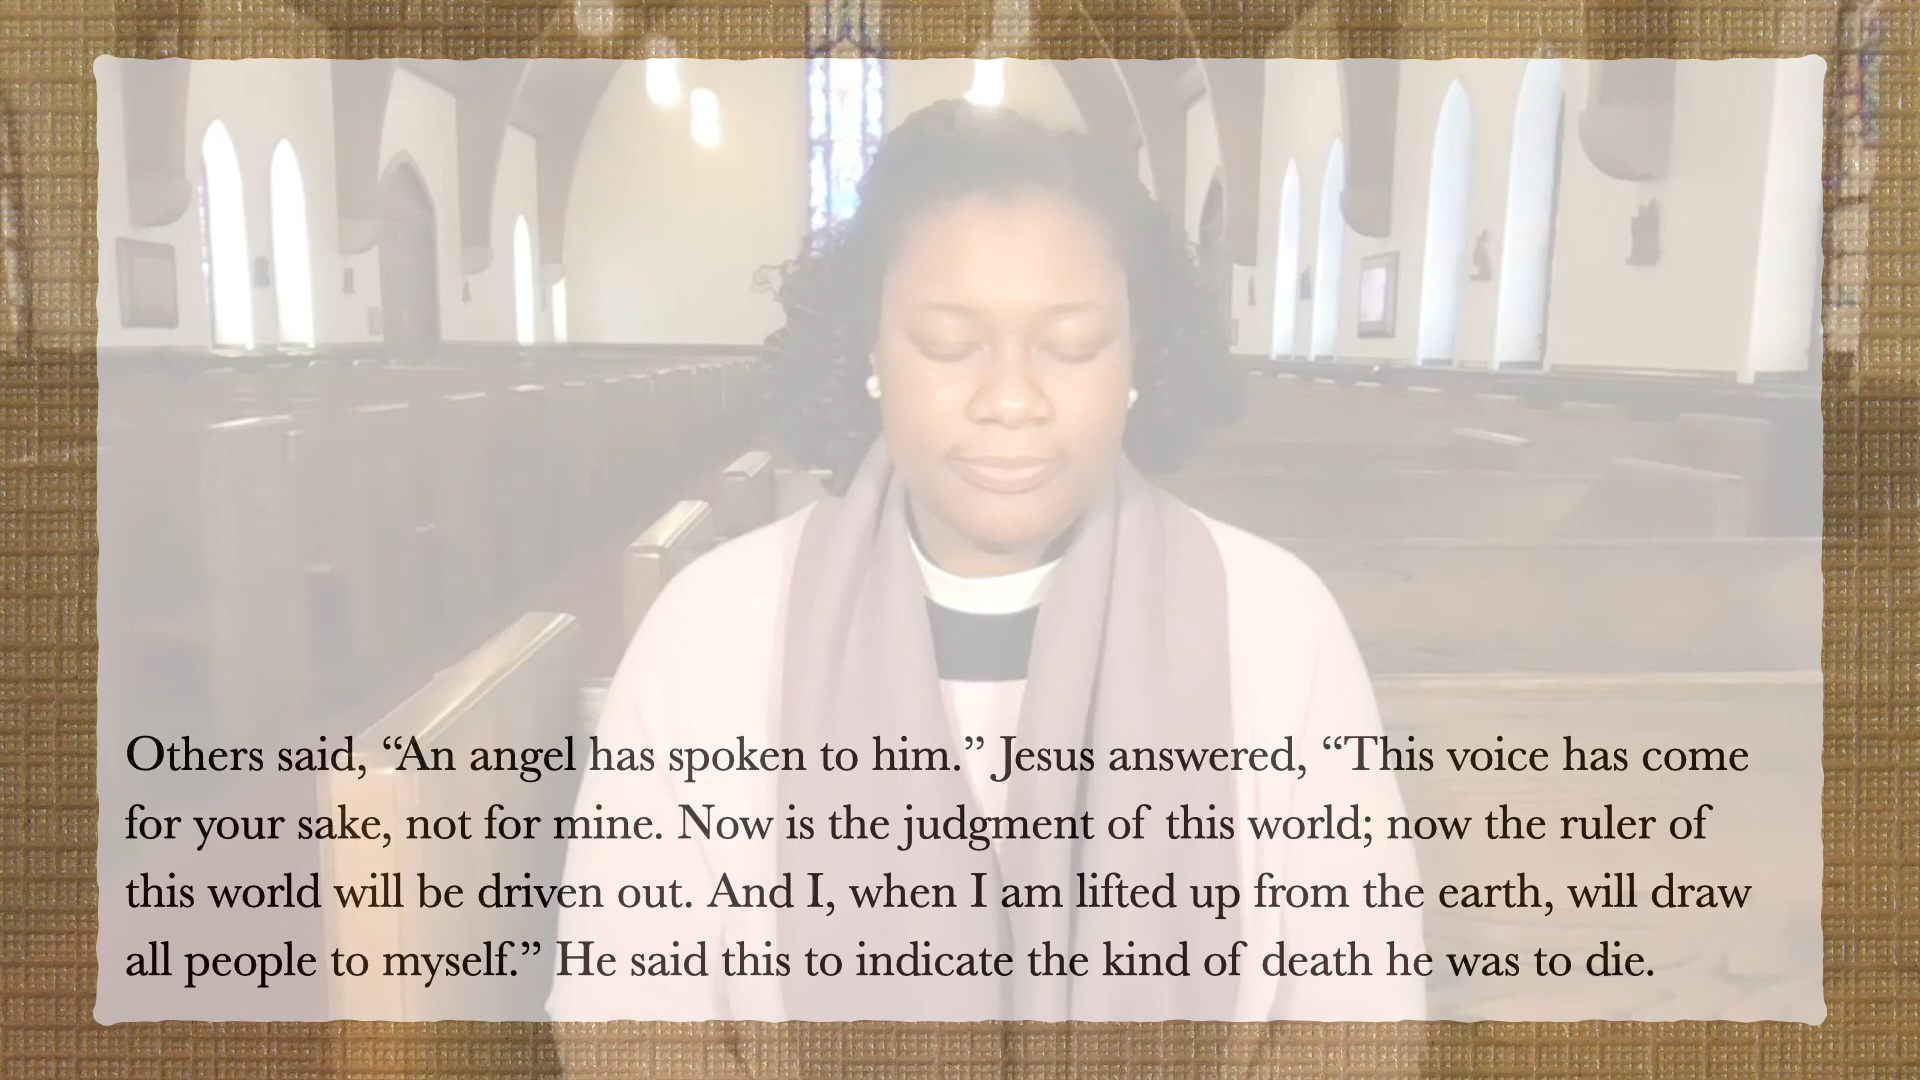 Others said, “An angel has spoken to him.” Jesus answered, “This voice has come
for your sake, not for mine. Now is the judgment of this world; now the ruler of
this world will be driven out. And I, when I am lifted up from the earth, will draw
all people to myself.” He said this to indicate the kind of death he was to die.